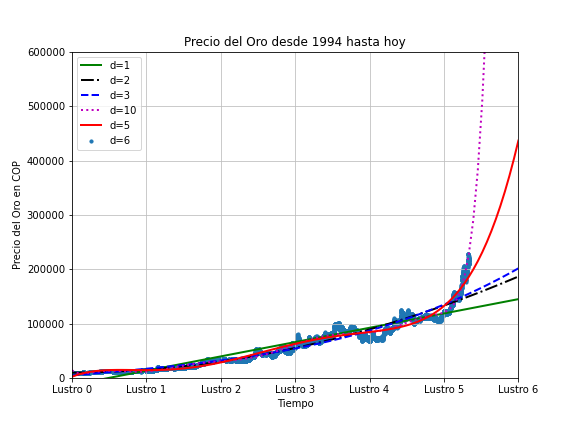 Precio del Oro desde 1994 hasta hoy
600000
500000
400000
300000
200000
100000
0
Precio del Oro en COP
d=1
d=2
d=3
d=10
d=5
d=6
Lustro 0
Lustro 1
Lustro 2
Lustro 3
Lustro 4
Lustro 5
Lustro 6
Tiempo